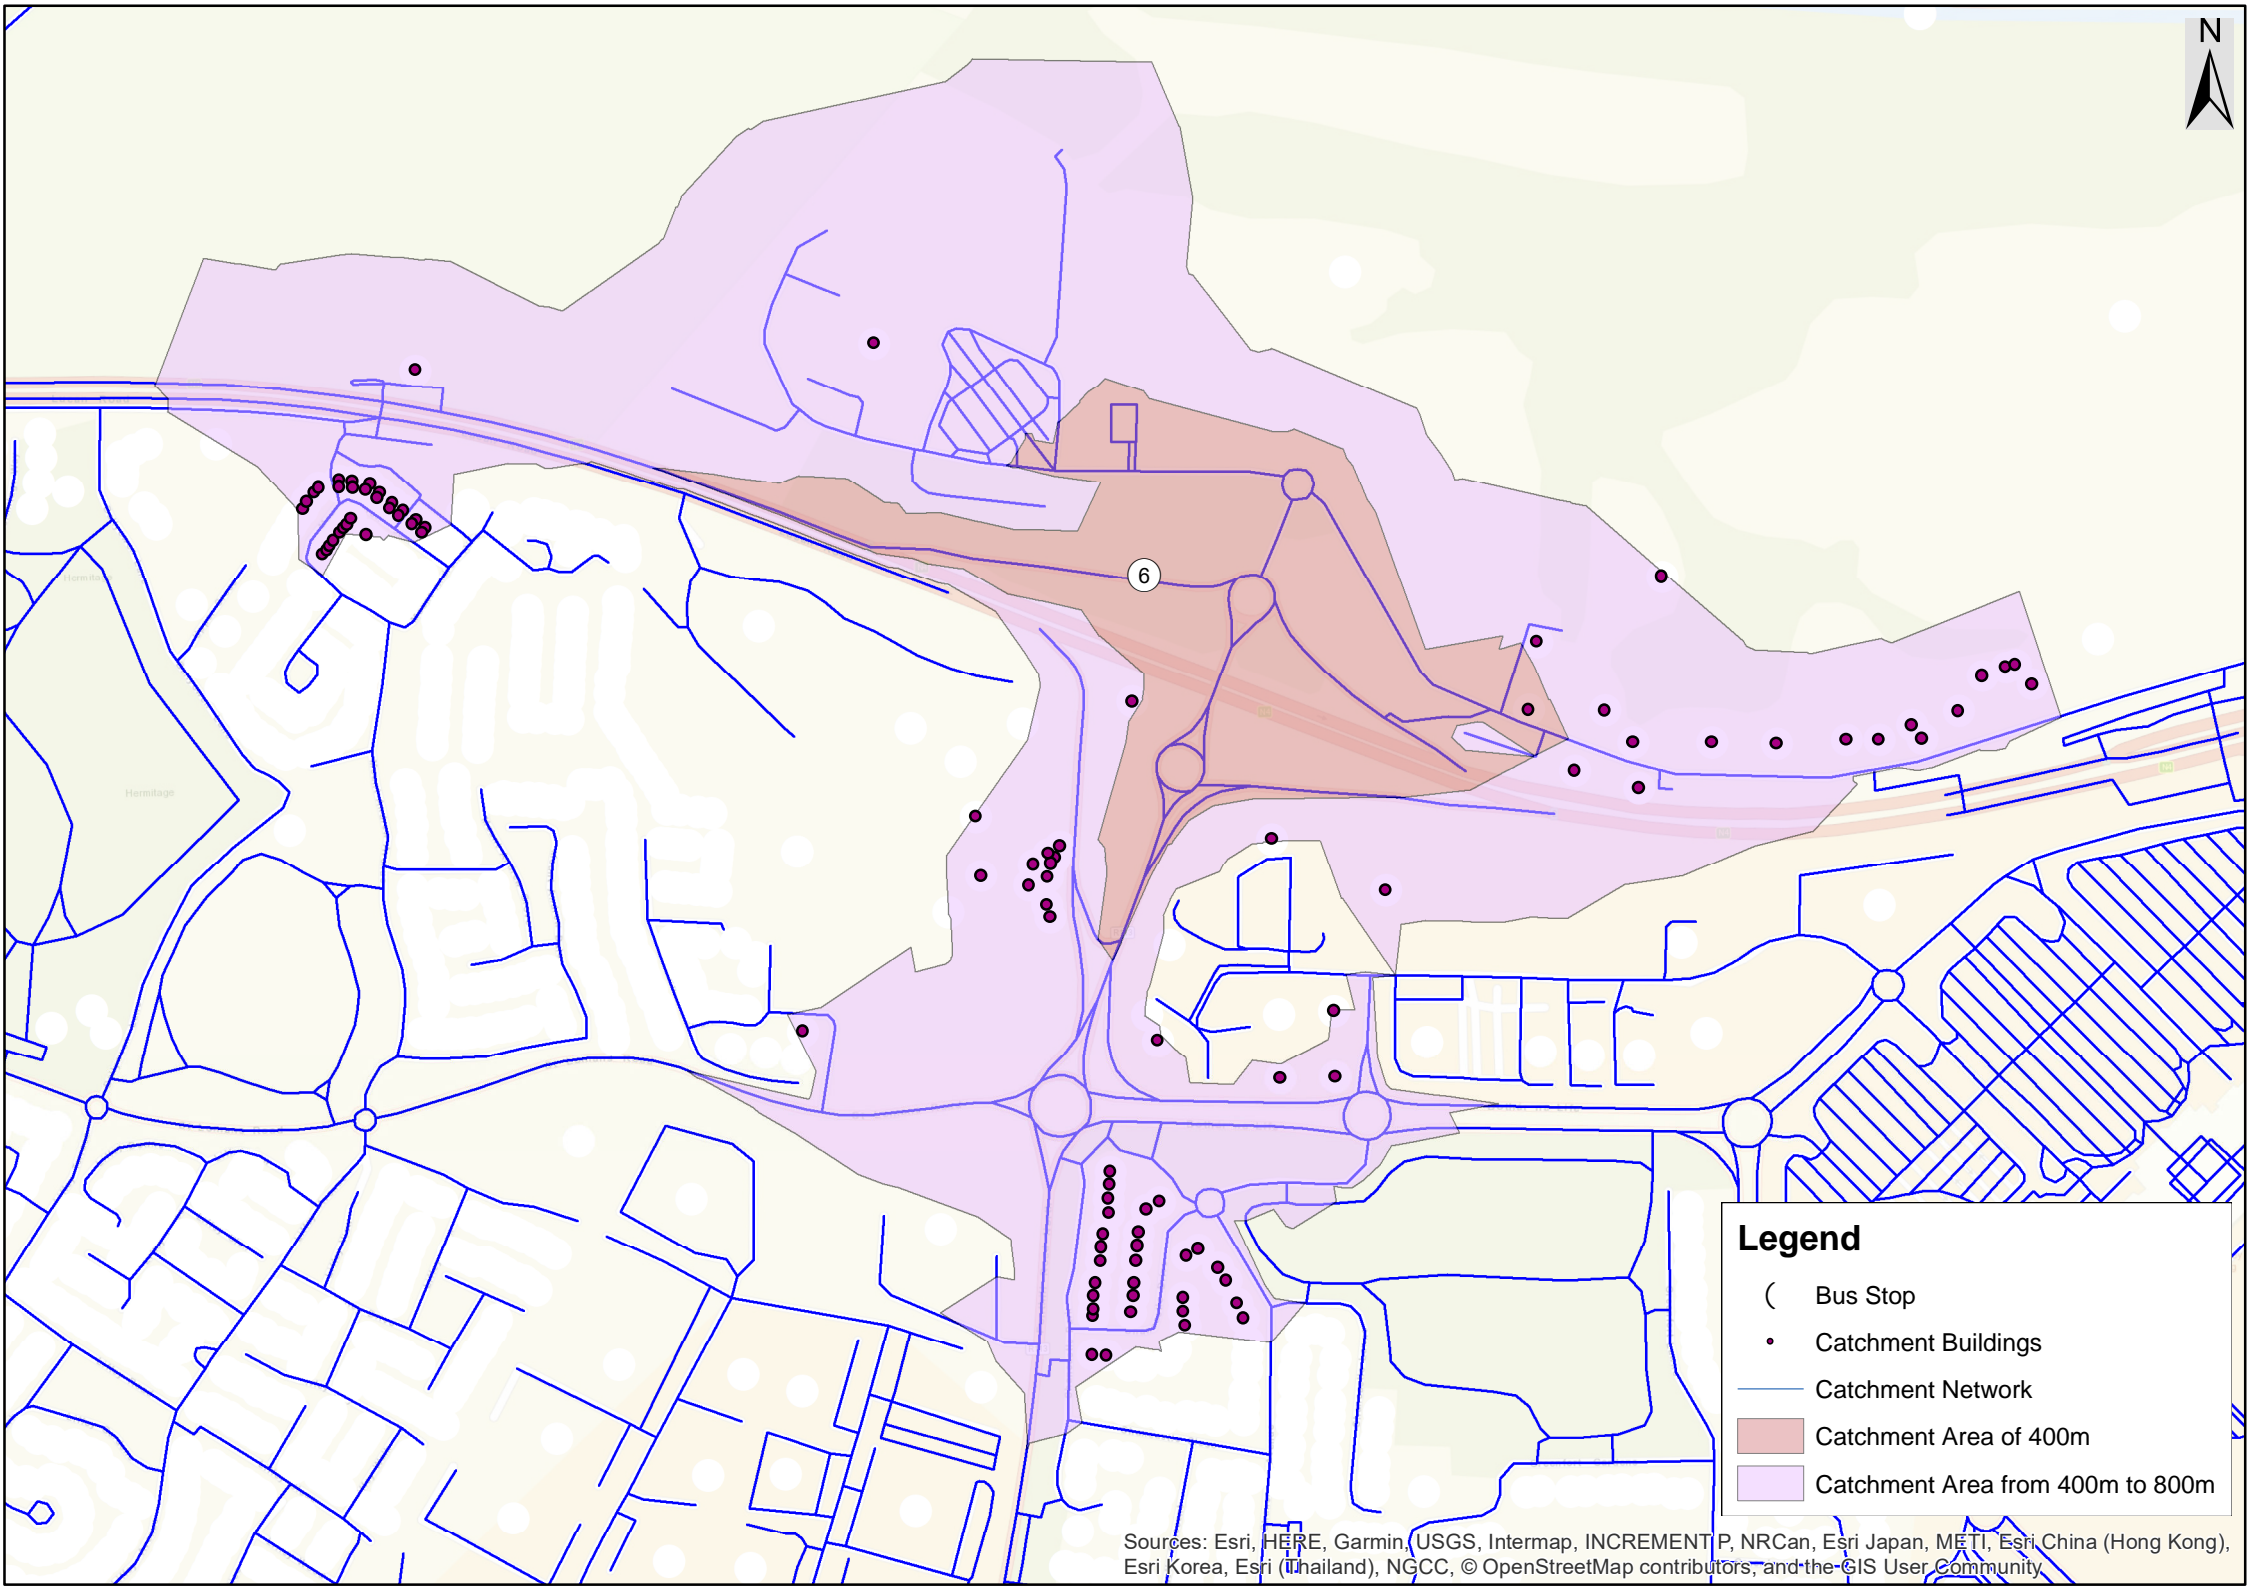 N
6
Hermitage
Legend
Bus Stop
Catchment Buildings
Catchment Network
Catchment Area of 400m
Catchment Area from 400m to 800m
Sources: Esri, HERE, Garmin, USGS, Intermap, INCREMENT P, NRCan, Esri Japan, METI, Esri China (Hong Kong),
Esri Korea, Esri (Thailand), NGCC, © OpenStreetMap contributors, and the GIS User Community